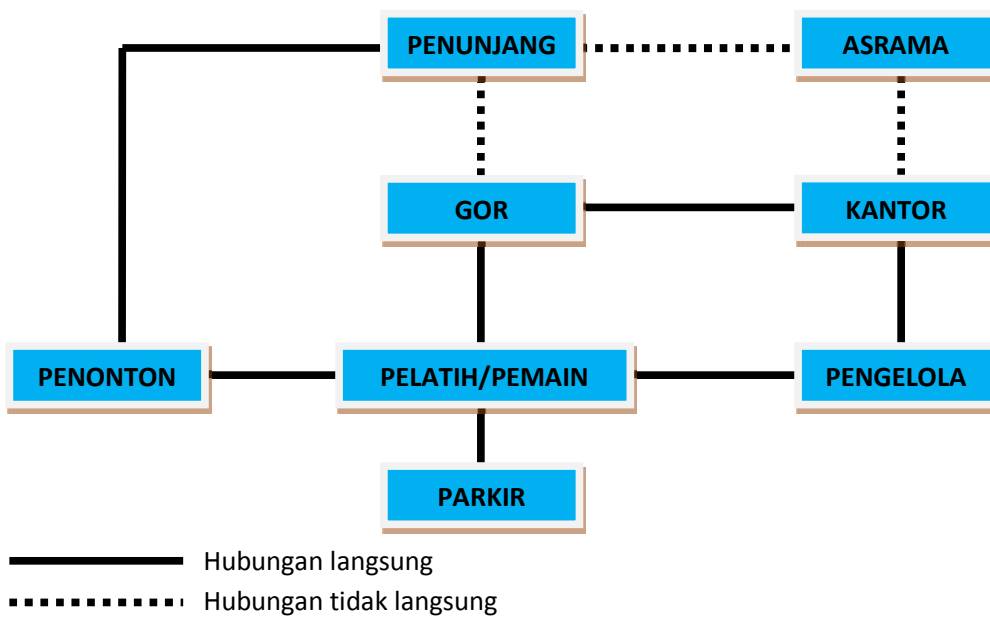 PENUNJANG
ASRAMA
GOR
KANTOR
PENONTON
PELATIH/PEMAIN
PENGELOLA
PARKIR
Hubungan langsung
Hubungan tidak langsung